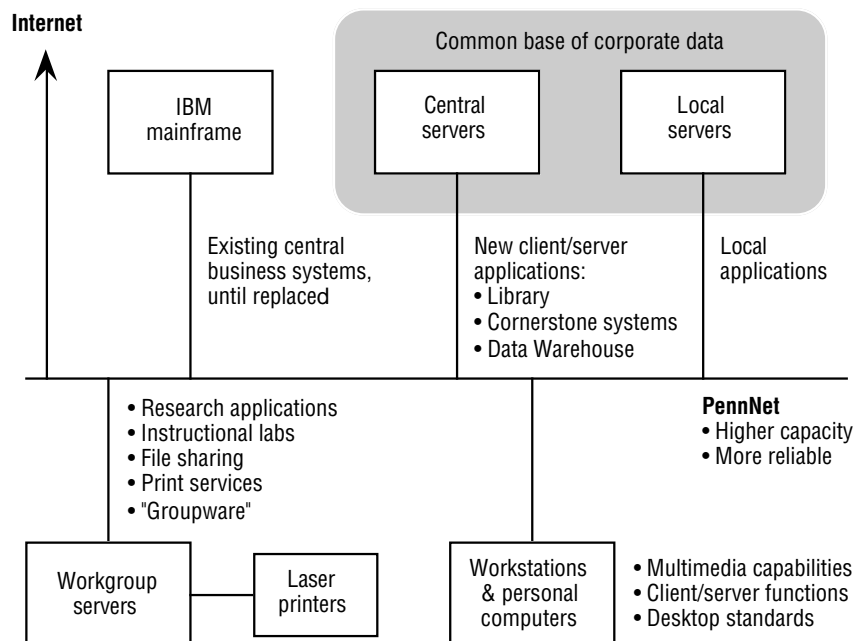 Internet
Common base of corporate data
IBM
mainframe
Central
servers
Local
servers
Existing central
business systems,
until replaced
New client/server
applications:
• Library
• Cornerstone systems
• Data Warehouse
Local
applications
• Research applications
• Instructional labs
• File sharing
• Print services
• "Groupware"
PennNet
• Higher capacity
• More reliable
Workgroup
servers
Laser
printers
Workstations
& personal
computers
• Multimedia capabilities
• Client/server functions
• Desktop standards